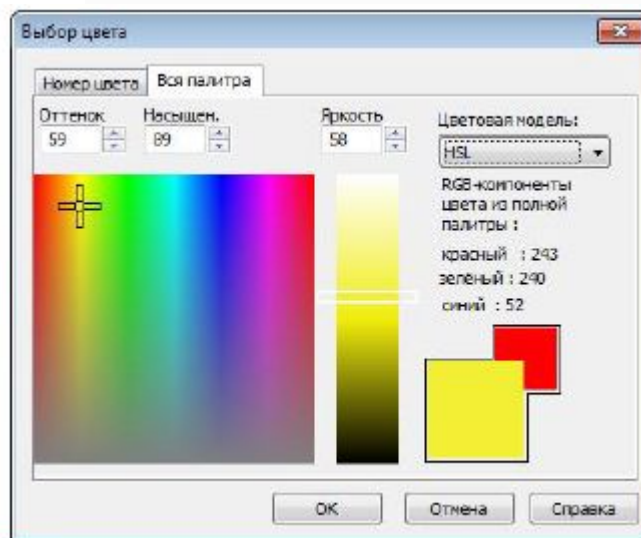 Выбор цвета
Номер цвета Вся палитра
Оттенок Насыщен. Яркость Цветовая модель:
59 89 58 HSL
RGB-компоненты
цвета из полной
палитры :
красный : 243
зелёный : 240
синий : 52
OK Отмена Справка